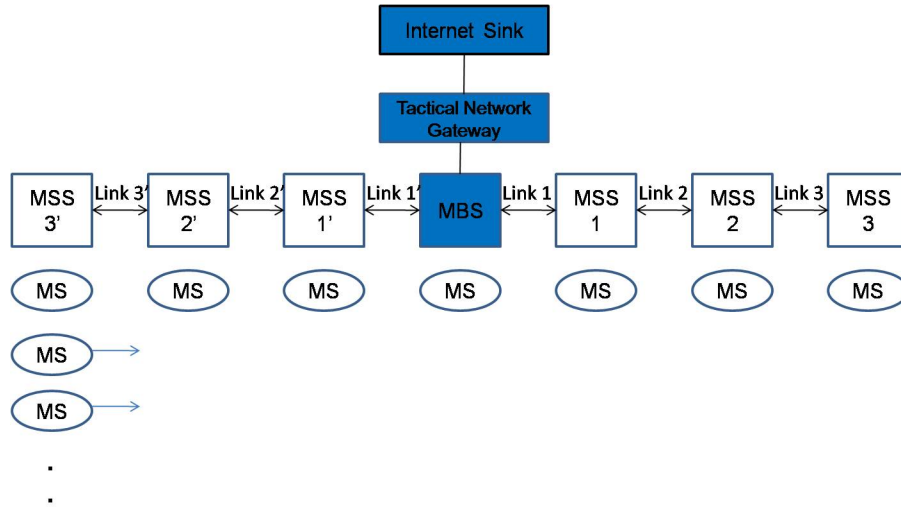 Internet Sink
Tactical Network
Gateway
Link 3' Link 2' Link 1' Link 1 Link 2 Link 3
MSS MSS MSS MBS MSS MSS MSS
3' 2' 1' 1 2 3
MS MS MS MS MS MS MS
MS
MS
.
.